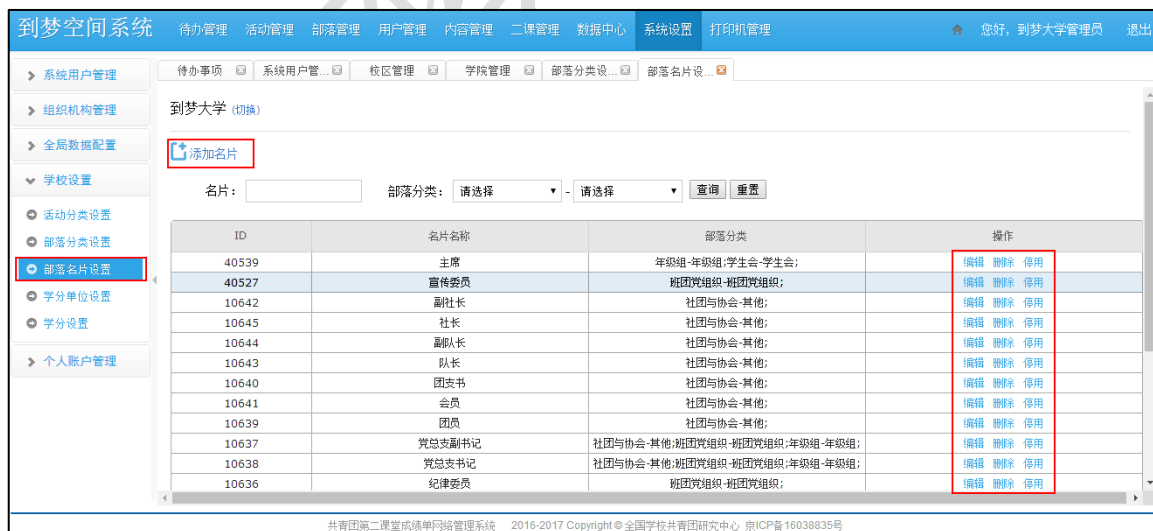 到梦空间系统 待办管理 活动管理 部落管理 用户管理 内容管理 二课管理 数据中心 系统设置 打印机管理 您好，到梦大学管理员 退出
系统用户管理
组织机构管理
全局数据配置
学校设置
活动分类设置
部落分类设置
部落名片设置
学分单位设置
学分设置
个人账户管理
待办事项 系统用户管... 校区管理 学院管理 部落分类设... 部落名片设...
到梦大学 (切换)
添加名片
名片： 部落分类： 请选择 - 请选择 查询 重置
ID 名片名称 部落分类 操作
40539 主席 年级组-年级组;学生会-学生会; 编辑 删除 停用
40527 宣传委员 班团党组织-班团党组织; 编辑 删除 停用
10642 副社长 社团与协会-其他; 编辑 删除 停用
10645 社长 社团与协会-其他; 编辑 删除 停用
10644 副队长 社团与协会-其他; 编辑 删除 停用
10643 队长 社团与协会-其他; 编辑 删除 停用
10640 团支书 社团与协会-其他; 编辑 删除 停用
10641 会员 社团与协会-其他; 编辑 删除 停用
10639 团员 社团与协会-其他; 编辑 删除 停用
10637 党总支副书记 社团与协会-其他;班团党组织-班团党组织;年级组-年级组; 编辑 删除 停用
10638 党总支书记 社团与协会-其他;班团党组织-班团党组织;年级组-年级组; 编辑 删除 停用
10636 纪律委员 班团党组织-班团党组织; 编辑 删除 停用
共青团第二课堂成绩单网络管理系统 2016-2017 Copyright © 全国学校共青团研究中心 京ICP备16038835号